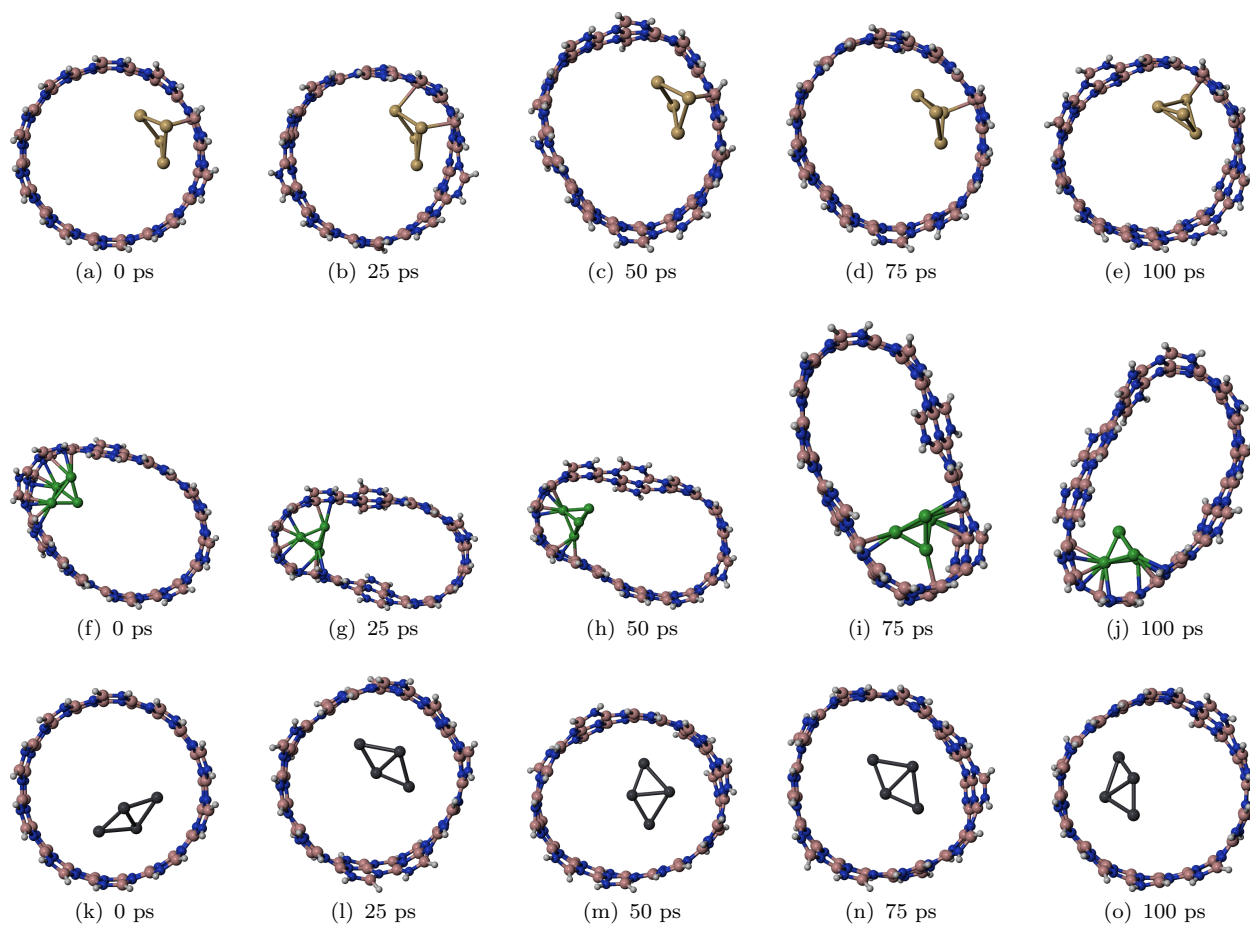 (a) 0 ps (b) 25 ps (c) 50 ps (d) 75 ps (e) 100 ps
(f) 0 ps (g) 25 ps (h) 50 ps (i) 75 ps (j) 100 ps
(k) 0 ps (l) 25 ps (m) 50 ps (n) 75 ps (o) 100 ps